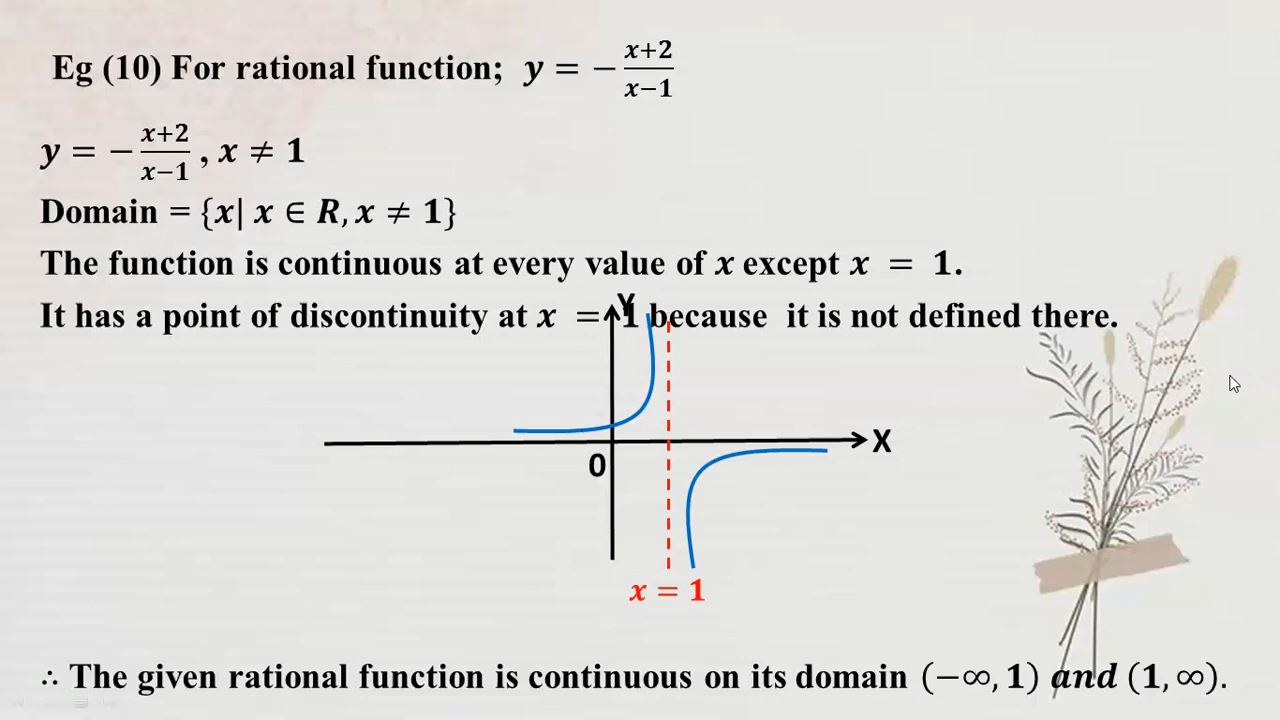 Eg (10) For rational function; y = −(x+2)/(x−1)
y = −(x+2)/(x−1) , x ≠ 1
Domain = {x| x ∈ R, x ≠ 1}
The function is continuous at every value of x except x = 1.
It has a point of discontinuity at x = 1 because it is not defined there.
Y
X
0
x = 1
∴ The given rational function is continuous on its domain (−∞, 1) and (1, ∞).